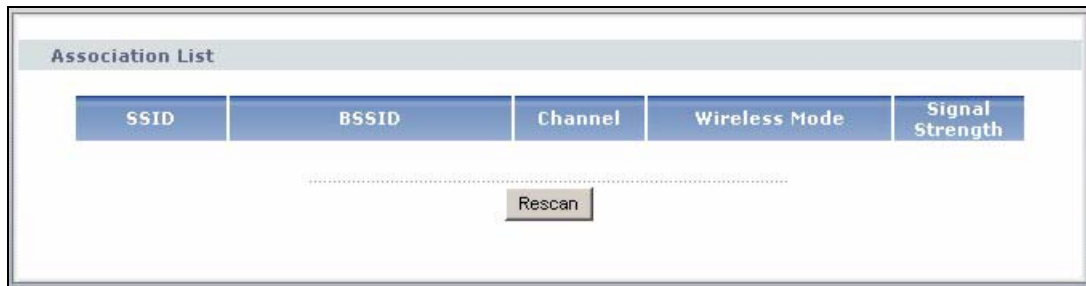 Association List
SSID BSSID Channel Wireless Mode Signal Strength
Rescan